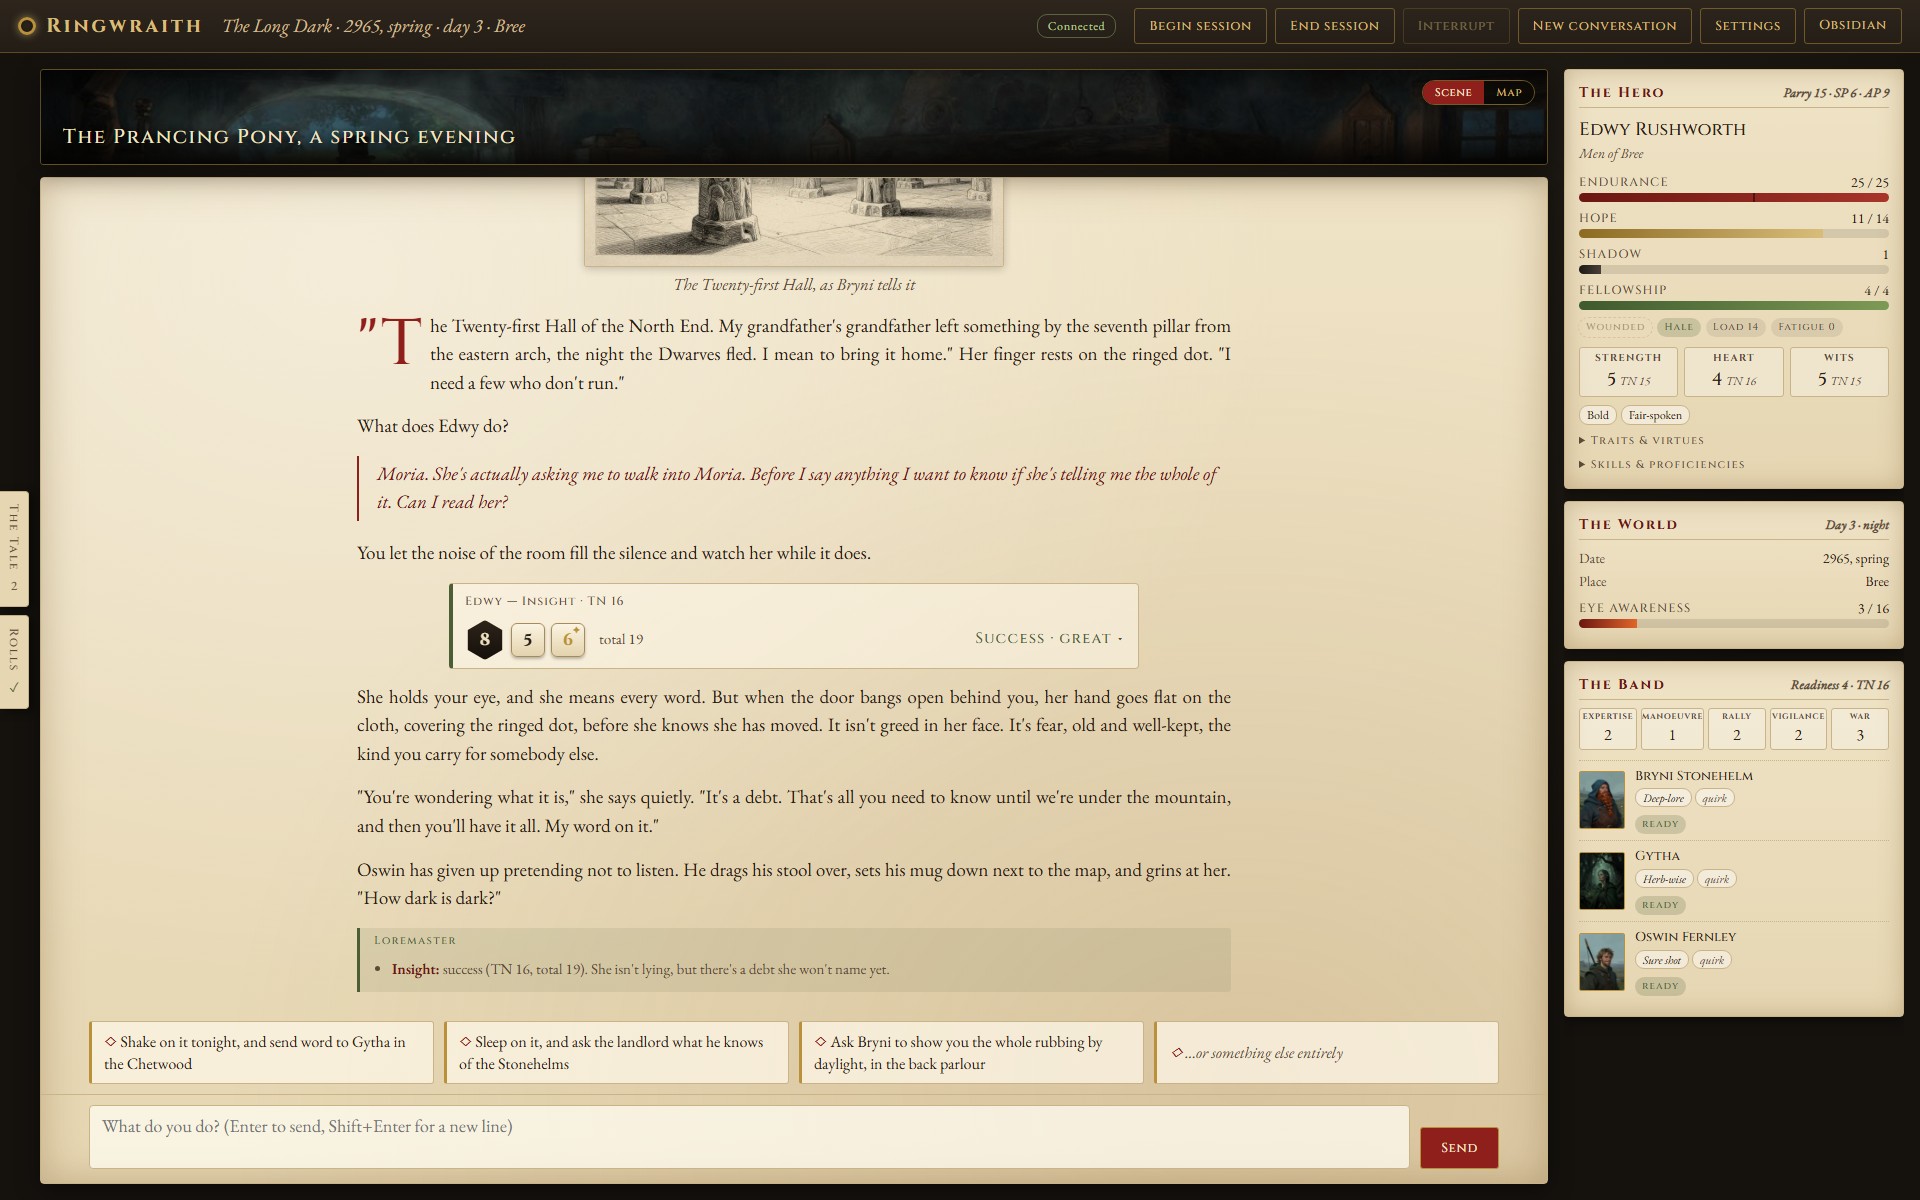 RINGWRAITH
The Long Dark · 2965, spring · day 3 · Bree
Connected
BEGIN SESSION
END SESSION
INTERRUPT
NEW CONVERSATION
SETTINGS
OBSIDIAN
THE PRANCING PONY, A SPRING EVENING
SCENE
MAP
THE TALE 2
ROLLS ✓
The Twenty-first Hall, as Bryni tells it
"The Twenty-first Hall of the North End. My grandfather's grandfather left something by the seventh pillar from
the eastern arch, the night the Dwarves fled. I mean to bring it home." Her finger rests on the ringed dot. "I
need a few who don't run."
What does Edwy do?
Moria. She's actually asking me to walk into Moria. Before I say anything I want to know if she's telling me the whole of
it. Can I read her?
You let the noise of the room fill the silence and watch her while it does.
EDWY — INSIGHT · TN 16
8 5 6 total 19
SUCCESS · GREAT ·
She holds your eye, and she means every word. But when the door bangs open behind you, her hand goes flat on the
cloth, covering the ringed dot, before she knows she has moved. It isn't greed in her face. It's fear, old and well-kept, the
kind you carry for somebody else.
"You're wondering what it is," she says quietly. "It's a debt. That's all you need to know until we're under the mountain,
and then you'll have it all. My word on it."
Oswin has given up pretending not to listen. He drags his stool over, sets his mug down next to the map, and grins at her.
"How dark is dark?"
LOREMASTER
• Insight: success (TN 16, total 19). She isn't lying, but there's a debt she won't name yet.
◇ Shake on it tonight, and send word to Gytha in
the Chetwood
◇ Sleep on it, and ask the landlord what he knows
of the Stonehelms
◇ Ask Bryni to show you the whole rubbing by
daylight, in the back parlour
◇ ...or something else entirely
What do you do? (Enter to send, Shift+Enter for a new line)
SEND
THE HERO
Parry 15 · SP 6 · AP 9
EDWY RUSHWORTH
Men of Bree
ENDURANCE 25 / 25
HOPE 11 / 14
SHADOW 1
FELLOWSHIP 4 / 4
WOUNDED HALE LOAD 14 FATIGUE 0
STRENGTH HEART WITS
5 TN 15 4 TN 16 5 TN 15
Bold Fair-spoken
▶ TRAITS & VIRTUES
▶ SKILLS & PROFICIENCIES
THE WORLD
Day 3 · night
Date 2965, spring
Place Bree
EYE AWARENESS 3 / 16
THE BAND
Readiness 4 · TN 16
EXPERTISE MANOEUVRE RALLY VIGILANCE WAR
2 1 2 2 3
BRYNI STONEHELM
Deep-lore quirk
READY
GYTHA
Herb-wise quirk
READY
OSWIN FERNLEY
Sure shot quirk
READY